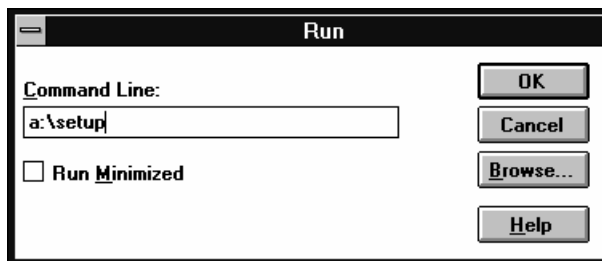 Run
Command Line:
a:\setup
Run Minimized
OK
Cancel
Browse...
Help